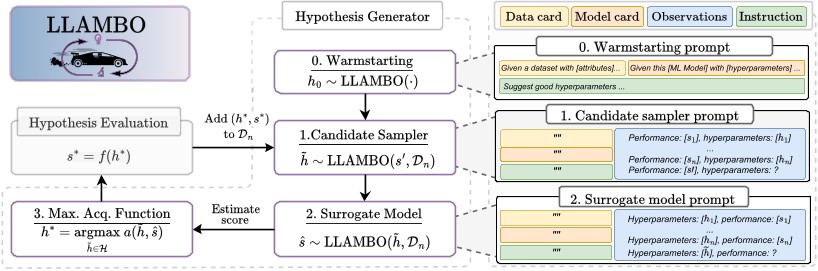 LLAMBO
Hypothesis Generator
0. Warmstarting
h₀ ~ LLAMBO(·)
Hypothesis Evaluation
s* = f(h*)
Add (h*, s*)
to 𝒟ₙ
1.Candidate Sampler
h̃ ~ LLAMBO(s′, 𝒟ₙ)
3. Max. Acq. Function
h* = argmax a(h̃, ŝ)
h̃∈ℋ
Estimate
score
2. Surrogate Model
ŝ ~ LLAMBO(h̃, 𝒟ₙ)
Data card
Model card
Observations
Instruction
0. Warmstarting prompt
Given a dataset with [attributes]...
Given this [ML Model] with [hyperparameters] ...
Suggest good hyperparameters ...
1. Candidate sampler prompt
""
""
""
Performance: [s₁], hyperparameters: [h₁]
...
Performance: [sₙ], hyperparameters: [hₙ]
Performance: [s′], hyperparameters: ?
2. Surrogate model prompt
""
""
""
Hyperparameters: [h₁], performance: [s₁]
...
Hyperparameters: [hₙ], performance: [sₙ]
Hyperparameters: [h̃], performance: ?